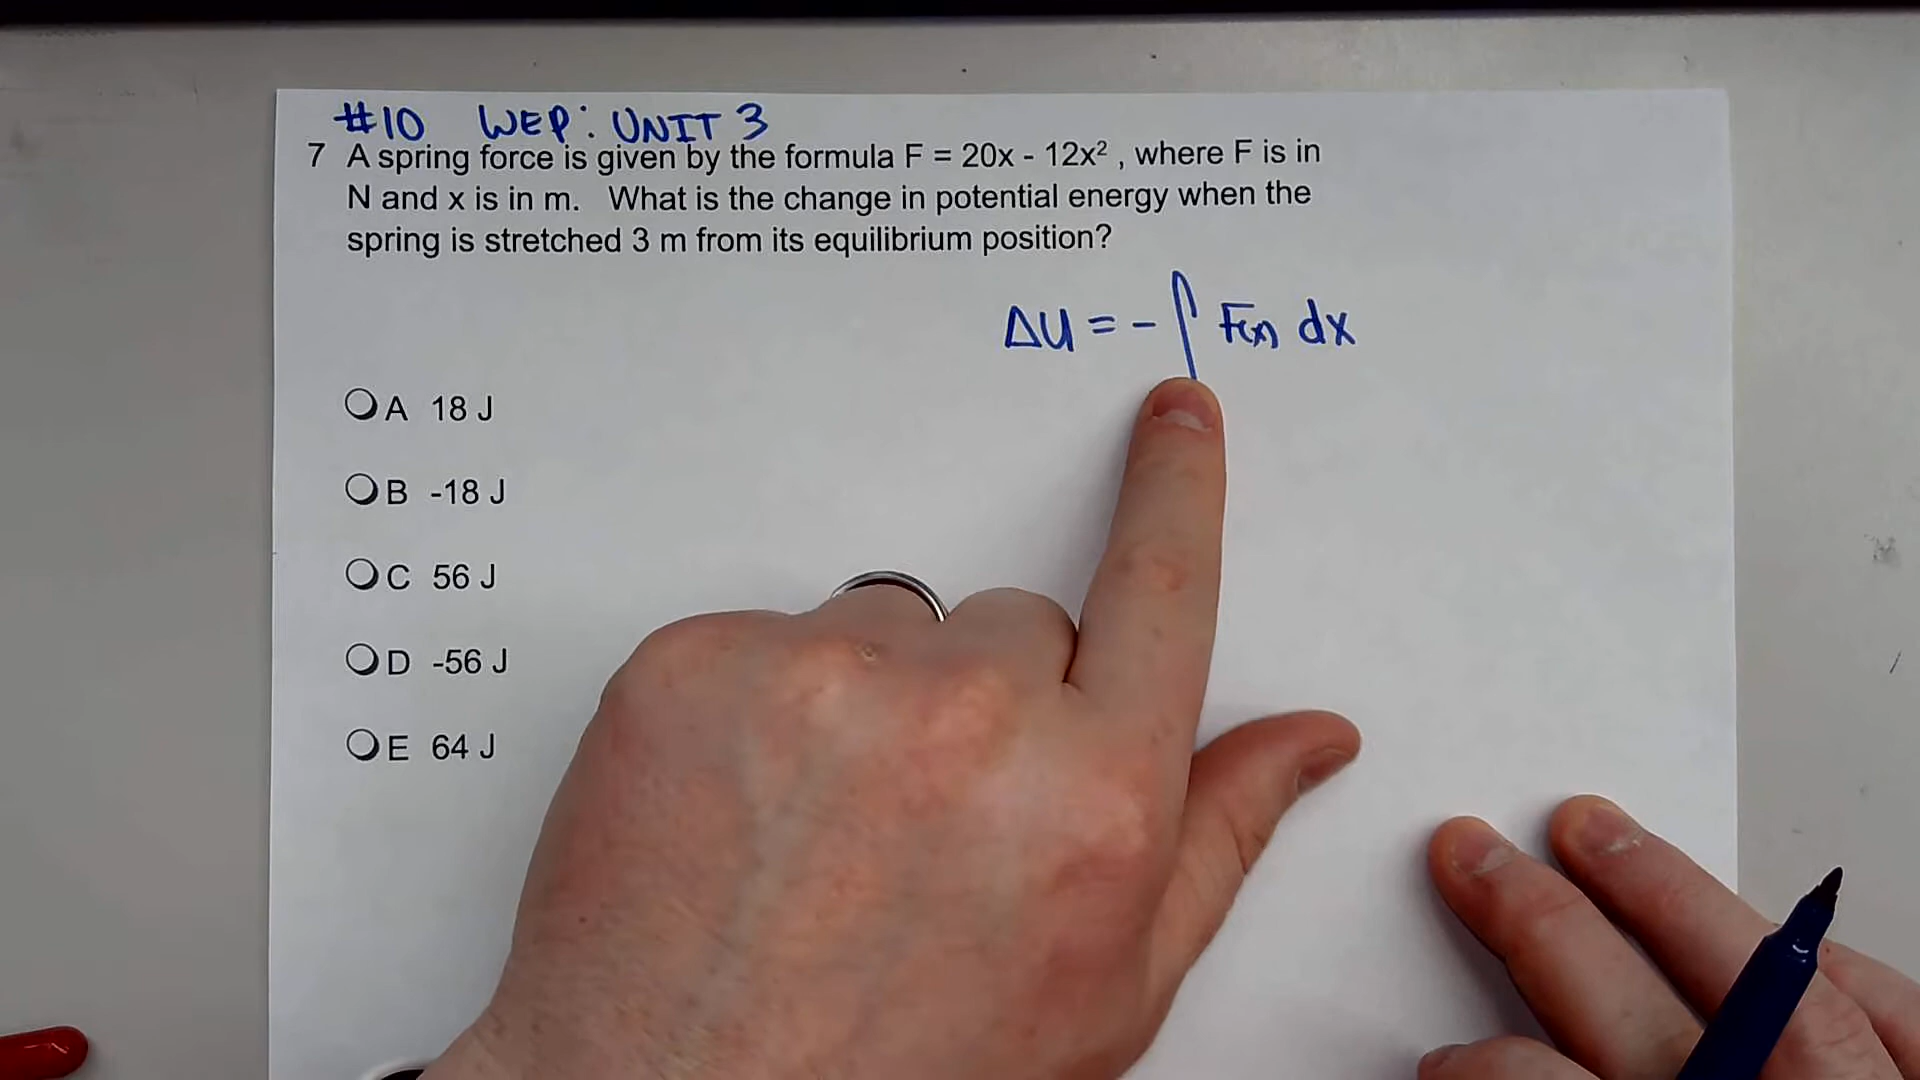 #10 WEP: UNIT 3
7 A spring force is given by the formula F = 20x - 12x² , where F is in
N and x is in m. What is the change in potential energy when the
spring is stretched 3 m from its equilibrium position?
ΔU = - ∫ F(x) dx
A 18 J
B -18 J
C 56 J
D -56 J
E 64 J